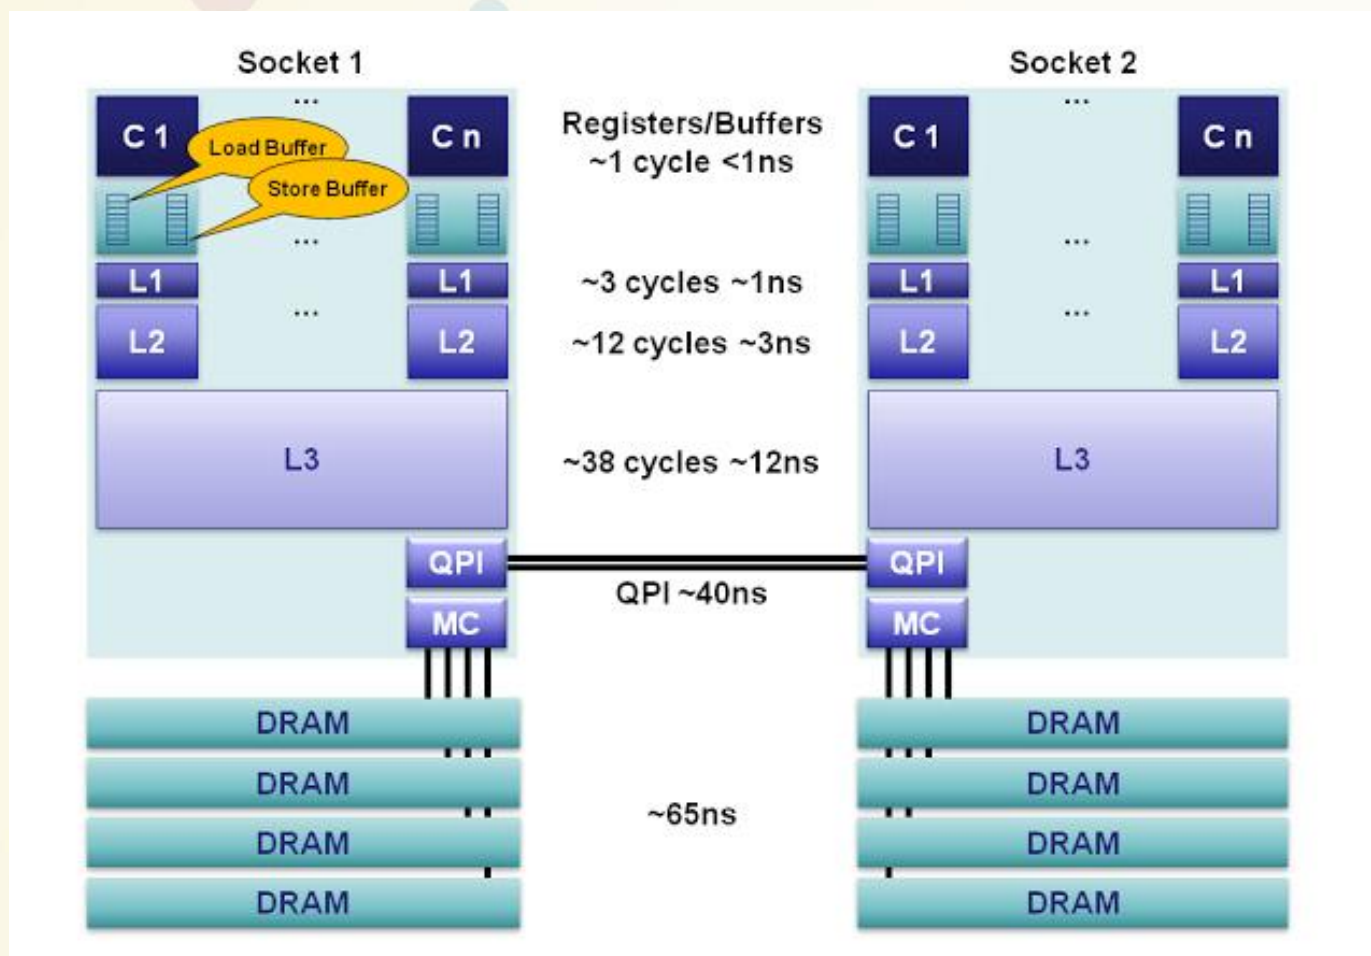 Socket 1
Socket 2
...
...
C 1
C n
Registers/Buffers
~1 cycle <1ns
C 1
C n
Load Buffer
Store Buffer
...
...
L1
L1
~3 cycles ~1ns
L1
L1
...
...
L2
L2
~12 cycles ~3ns
L2
L2
L3
~38 cycles ~12ns
L3
QPI
QPI
QPI ~40ns
MC
MC
DRAM
DRAM
DRAM
DRAM
~65ns
DRAM
DRAM
DRAM
DRAM